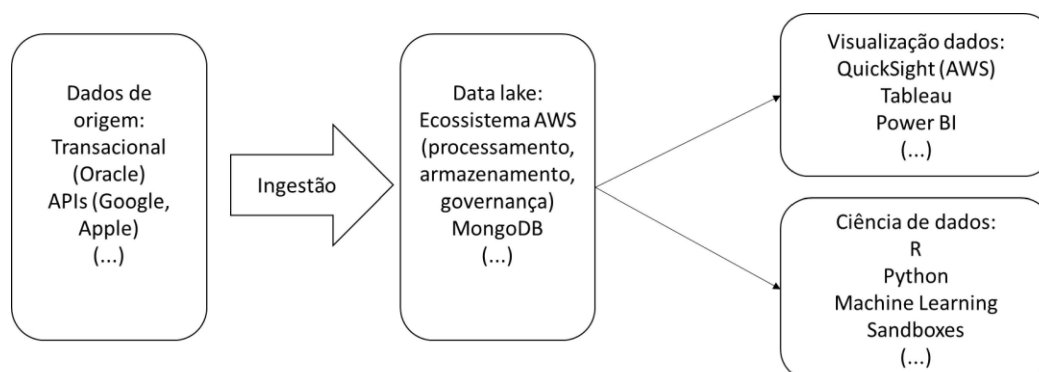 Dados de
origem:
Transacional
(Oracle)
APIs (Google,
Apple)
(...)
Ingestão
Data lake:
Ecossistema AWS
(processamento,
armazenamento,
governança)
MongoDB
(...)
Visualização dados:
QuickSight (AWS)
Tableau
Power BI
(...)
Ciência de dados:
R
Python
Machine Learning
Sandboxes
(...)